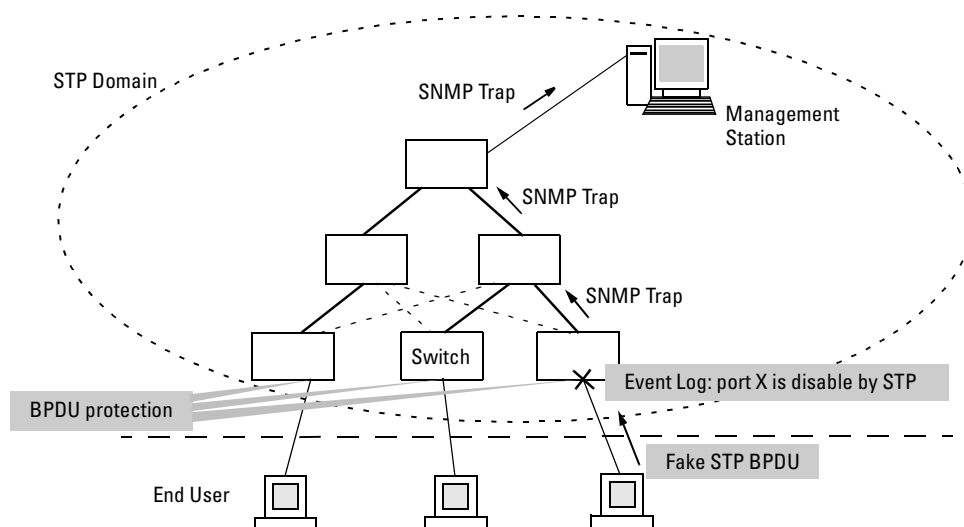 STP Domain
SNMP Trap
Management
Station
SNMP Trap
SNMP Trap
Switch
Event Log: port X is disable by STP
BPDU protection
Fake STP BPDU
End User